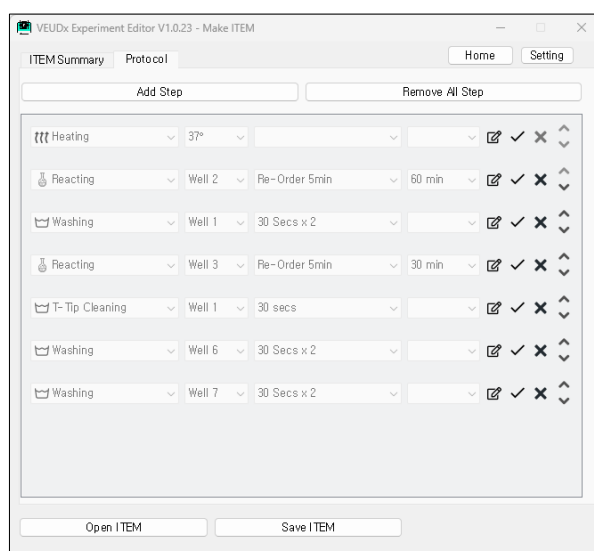 VEUDx Experiment Editor V1.0.23 - Make ITEM
ITEM Summary Protocol Home Setting
Add Step Remove All Step
Heating 37º
Reacting Well 2 Re-Order 5min 60 min
Washing Well 1 30 Secs x 2
Reacting Well 3 Re-Order 5min 30 min
T-Tip Cleaning Well 1 30 secs
Washing Well 6 30 Secs x 2
Washing Well 7 30 Secs x 2
Open ITEM Save ITEM